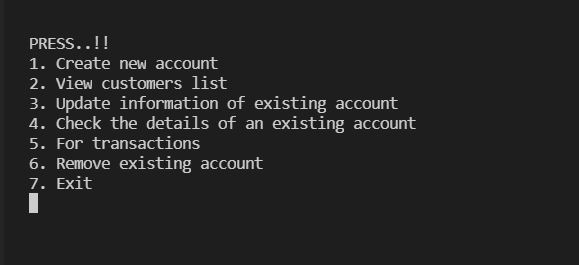 PRESS..!!
1. Create new account
2. View customers list
3. Update information of existing account
4. Check the details of an existing account
5. For transactions
6. Remove existing account
7. Exit